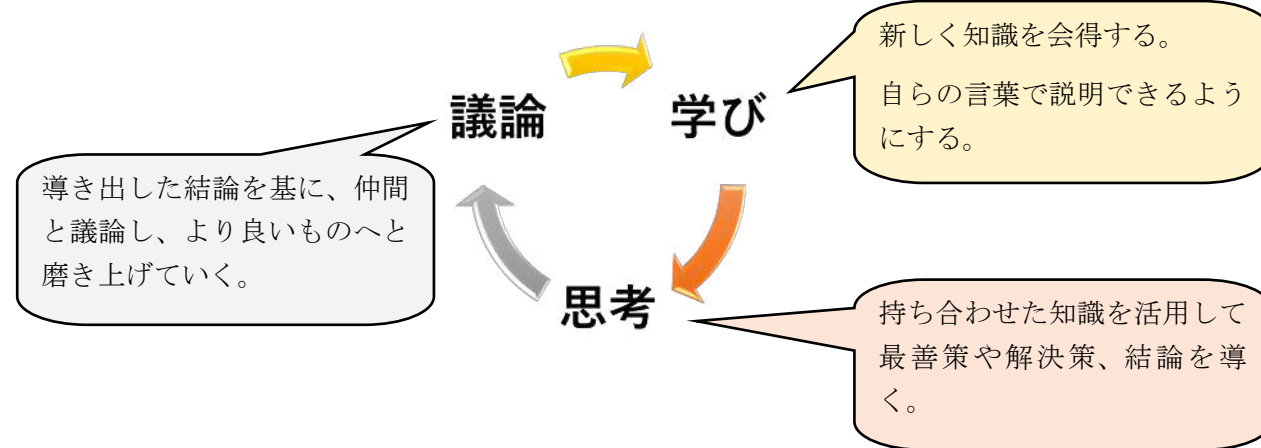 新しく知識を会得する。
自らの言葉で説明できるよう
にする。
議論
学び
導き出した結論を基に、仲間
と議論し、より良いものへと
磨き上げていく。
思考
持ち合わせた知識を活用して
最善策や解決策、結論を導
く。